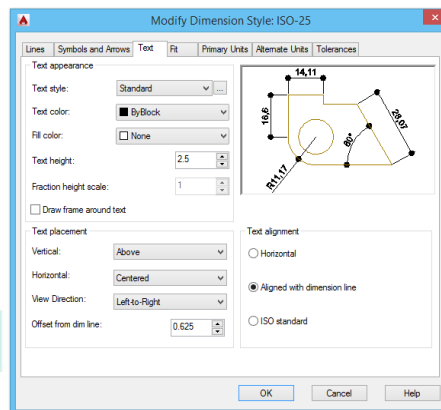 Modify Dimension Style: ISO-25
Lines Symbols and Arrows Text Fit Primary Units Alternate Units Tolerances
Text appearance
Text style: Standard ...
Text color: ByBlock
Fill color: None
Text height: 2.5
Fraction height scale: 1
Draw frame around text
14,11
16,6
28,07
60°
R11,17
Text placement
Vertical: Above
Horizontal: Centered
View Direction: Left-to-Right
Offset from dim line: 0.625
Text alignment
Horizontal
Aligned with dimension line
ISO standard
OK Cancel Help